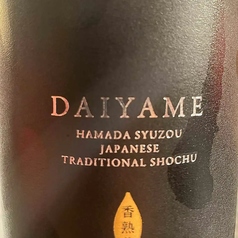 DAIYAME
HAMADA SYUZOU
JAPANESE
TRADITIONAL SHOCHU
香熟